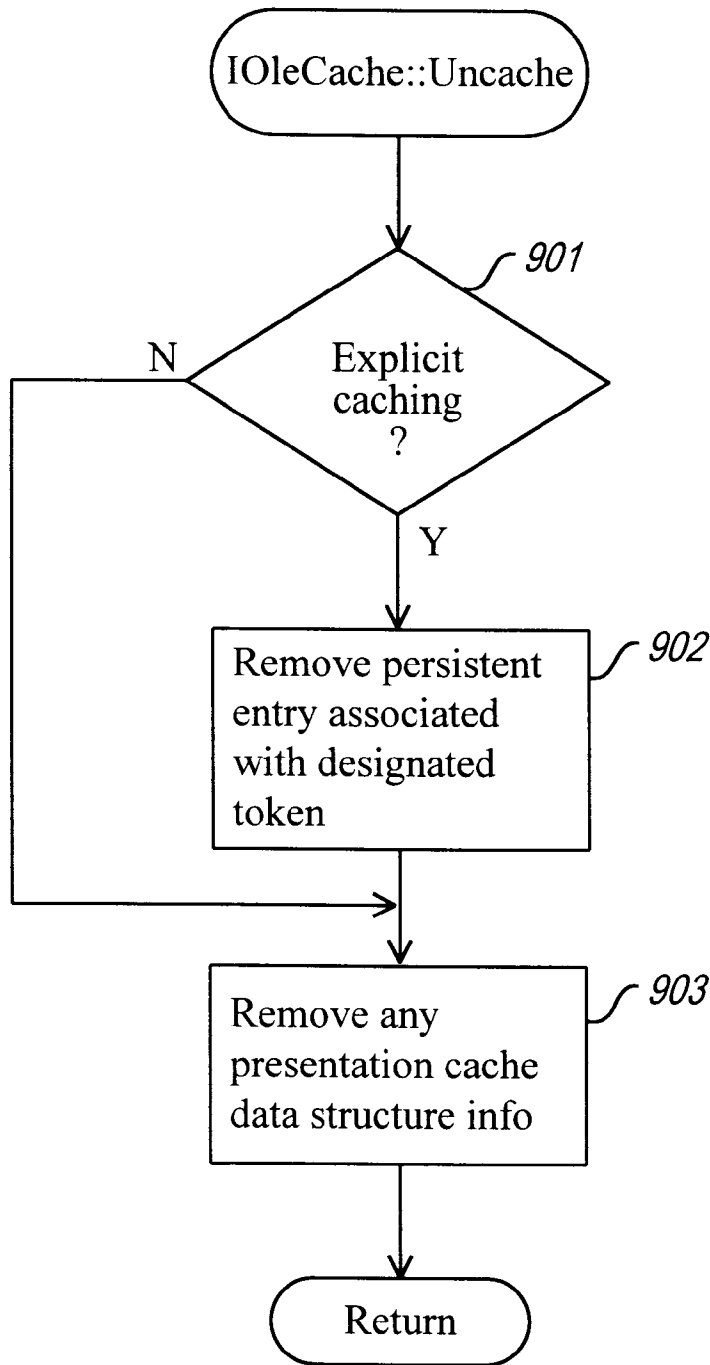 IOleCache::Uncache
901
N
Explicit
caching
?
Y
902
Remove persistent
entry associated
with designated
token
903
Remove any
presentation cache
data structure info
Return